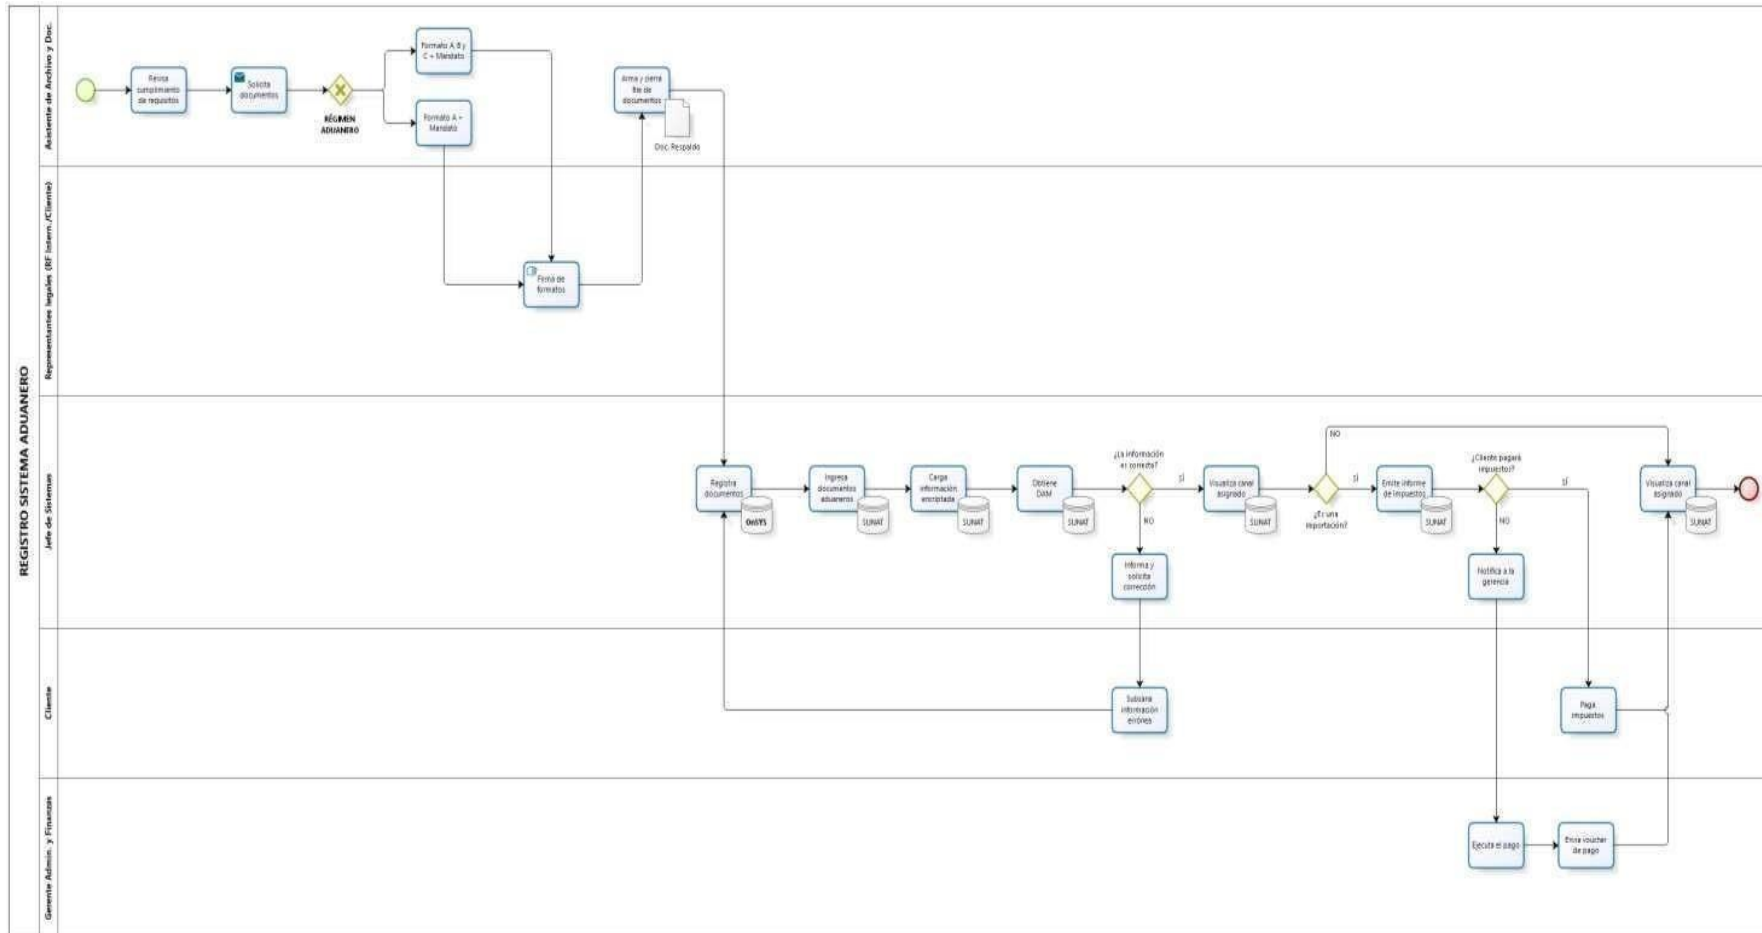 REGISTRO SISTEMA ADUANERO
Asistente de Archivo y Doc.
Revisa
cumplimiento
de requisitos
Solicita
documentos
RÉGIMEN
ADUANERO
Formato A, B y
C + Mandato
Formato A +
Mandato
Arma y cierra
file de
documentos
Doc. Respaldo
Representantes legales (RF Intern./Cliente)
Firma de
formatos
Jefe de Sistemas
Registra
documentos
OnSYS
Ingresa
documentos
aduaneros
SUNAT
Carga
información
encriptada
SUNAT
Obtiene
DAM
SUNAT
¿La información
es correcta?
SÍ
NO
Informa y
solicita
corrección
Visualiza canal
asignado
SUNAT
¿Es una
importación?
NO
SÍ
Emite informe
de impuestos
SUNAT
¿Cliente pagará
impuestos?
SÍ
NO
Notifica a la
gerencia
Visualiza canal
asignado
SUNAT
Cliente
Subsana
información
errónea
Paga
impuestos
Gerente Admin. y Finanzas
Ejecuta el pago
Envía voucher
de pago